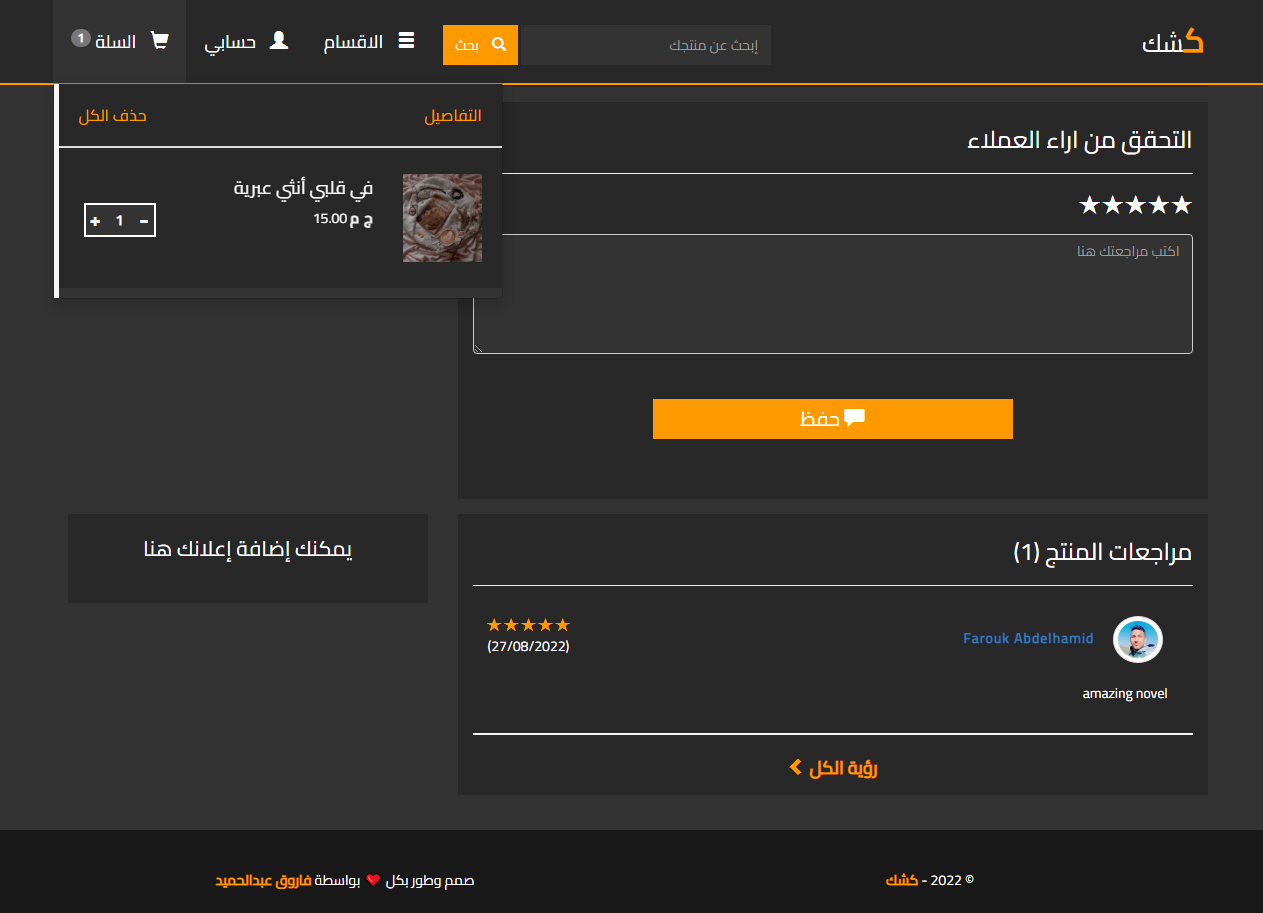 كشك
إبحث عن منتجك
بحث
الاقسام
حسابي
السلة 1
التفاصيل
حذف الكل
في قلبي أنثي عبرية
ج م 15.00
- 1 +
التحقق من اراء العملاء
★★★★★
اكتب مراجعتك هنا
حفظ
مراجعات المنتج (1)
Farouk Abdelhamid
★★★★★
(27/08/2022)
amazing novel
رؤية الكل
يمكنك إضافة إعلانك هنا
© 2022 - كشك
صمم وطور بكل ❤ بواسطة فاروق عبدالحميد